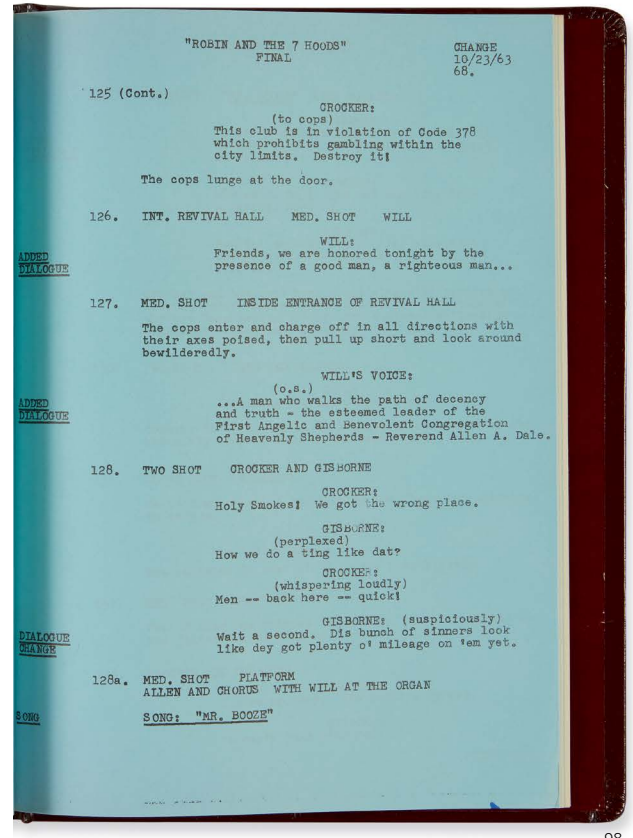 "ROBIN AND THE 7 HOODS"
FINAL
CHANGE
10/23/63
68.
125 (Cont.)
CROCKER:
(to cops)
This club is in violation of Code 378
which prohibits gambling within the
city limits. Destroy it!
The cops lunge at the door.
126. INT. REVIVAL HALL MED. SHOT WILL
WILL:
ADDED
DIALOGUE
Friends, we are honored tonight by the
presence of a good man, a righteous man...
127. MED. SHOT INSIDE ENTRANCE OF REVIVAL HALL
The cops enter and charge off in all directions with
their axes poised, then pull up short and look around
bewilderedly.
WILL'S VOICE:
(o.s.)
ADDED
DIALOGUE
...A man who walks the path of decency
and truth - the esteemed leader of the
First Angelic and Benevolent Congregation
of Heavenly Shepherds - Reverend Allen A. Dale.
128. TWO SHOT CROCKER AND GISBORNE
CROCKER:
Holy Smokes! We got the wrong place.
GISBORNE:
(perplexed)
How we do a ting like dat?
CROCKER:
(whispering loudly)
Men -- back here -- quick!
GISBORNE: (suspiciously)
DIALOGUE
CHANGE
Wait a second. Dis bunch of sinners look
like dey got plenty o' mileage on 'em yet.
128a. MED. SHOT PLATFORM
ALLEN AND CHORUS WITH WILL AT THE ORGAN
SONG
SONG: "MR. BOOZE"
98